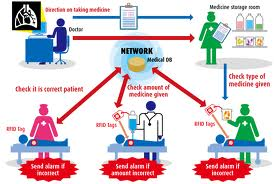 Direction on taking medicine
Medicine storage room
Doctor
NETWORK
Medical DB
Check it is correct patient
Check amount of
medicine given
Check type of
medicine given
RFID tag
RFID tags
RFID tags
Send alarm if
incorrect
Send alarm if
amount incorrect
Send alarm if
incorrect